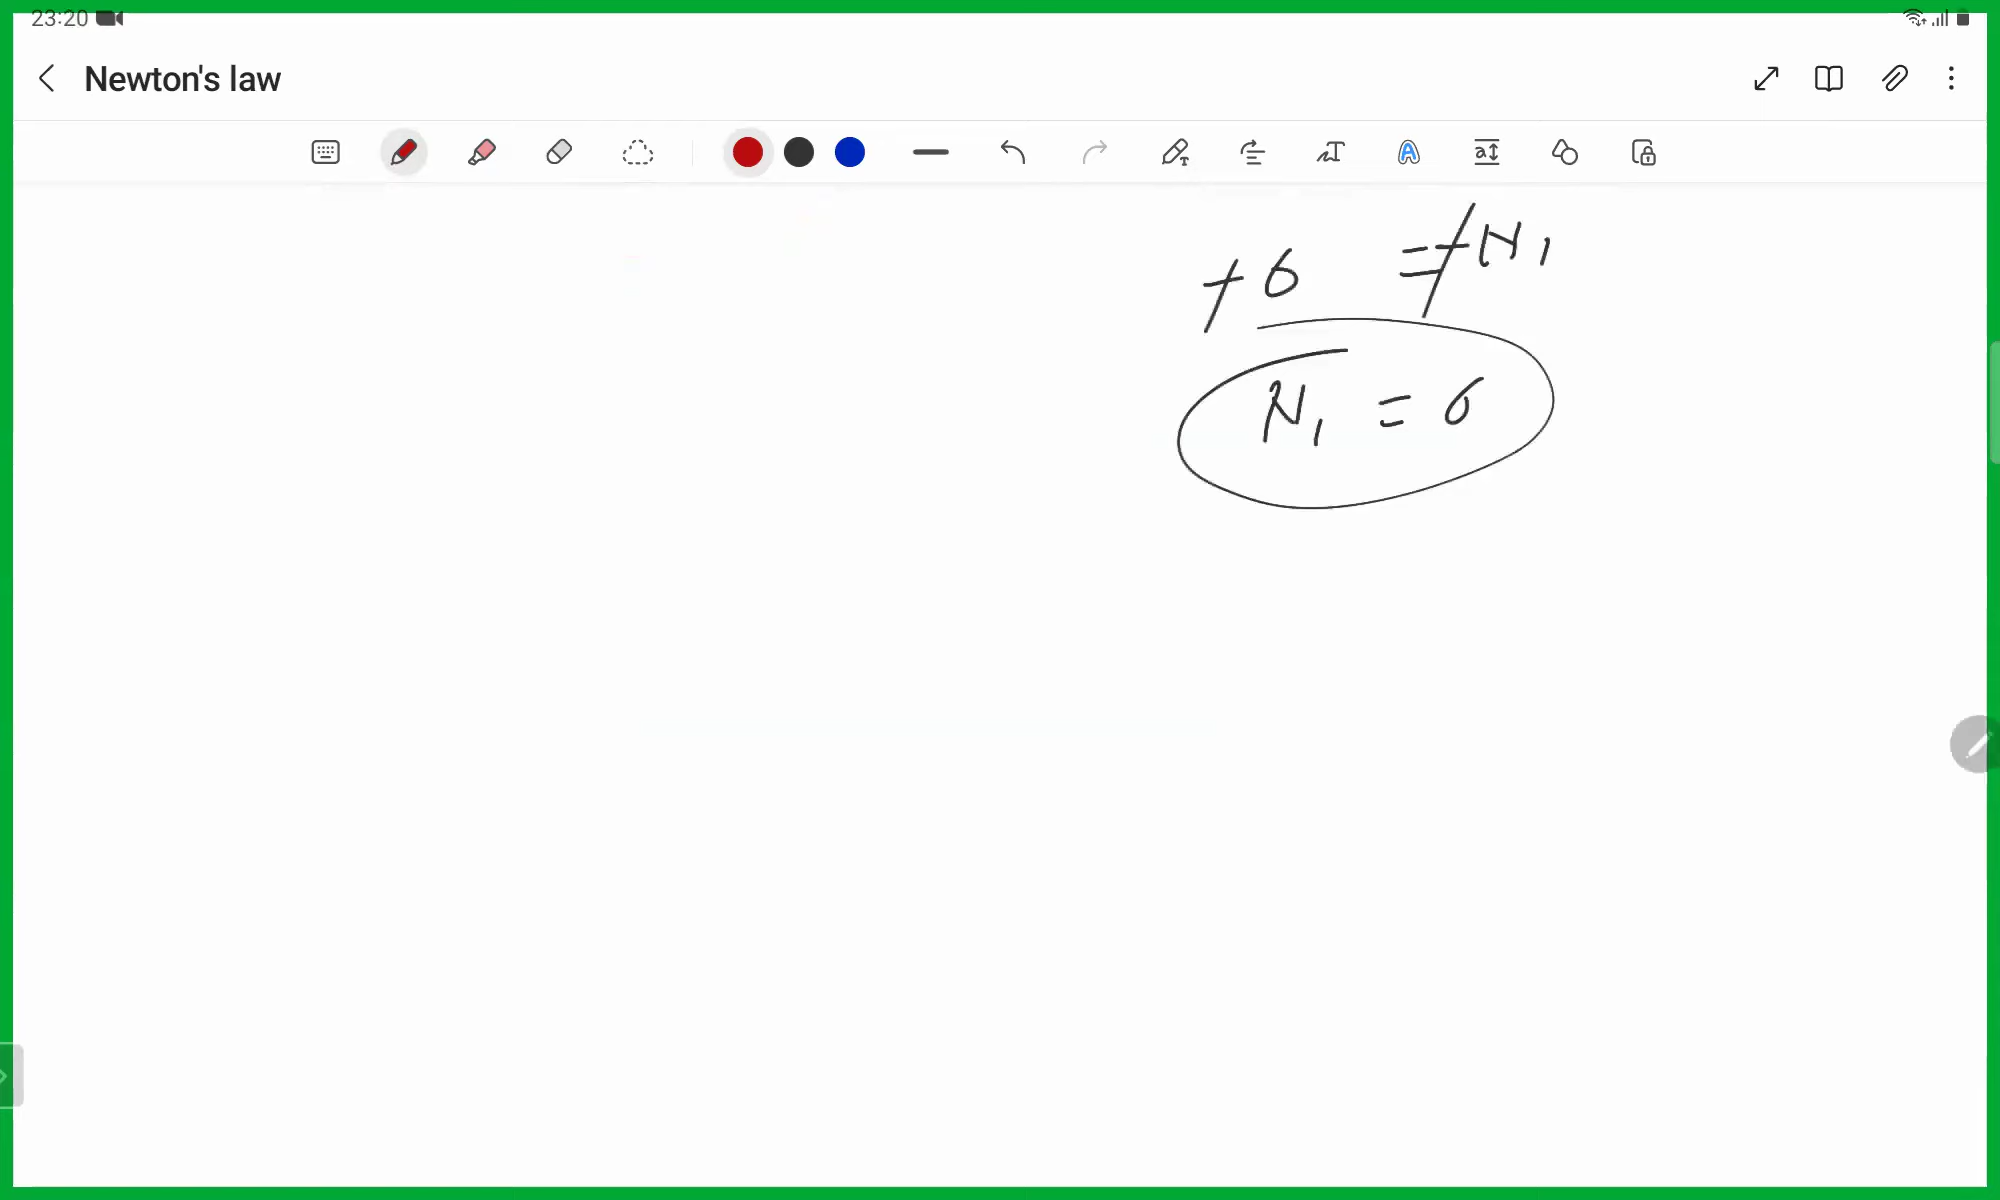 23:20
Newton's law
+ 6 = + N1
N1 = 6